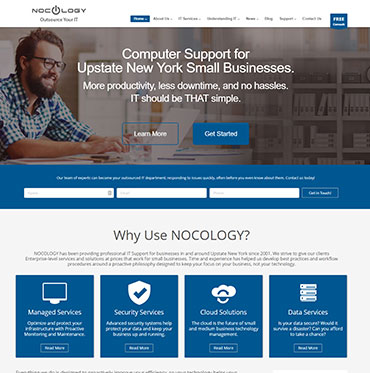 NOCOLOGY
Outsource Your IT
Home
About Us
IT Services
Understanding IT
News
Blog
Support
Contact Us
FREE
Consult
Computer Support for
Upstate New York Small Businesses.
More productivity, less downtime, and no hassles.
IT should be THAT simple.
Learn More
Get Started
Our team of experts can become your outsourced IT department; responding to issues quickly, often before you even know about them. Contact us today!
Get in Touch!
Why Use NOCOLOGY?
NOCOLOGY has been providing professional IT Support for businesses in and around Upstate New York since 2001. We strive to give our clients
Enterprise-level services and solutions at prices that work for small businesses. Time and experience has helped us develop best practices and workflow
procedures around a proactive philosophy designed to keep your focus on your business, not your technology.
Managed Services
Optimize and protect your
infrastructure with Proactive
Monitoring and Maintenance.
Read More
Security Services
Advanced security systems help
protect your data and keep your
business up and running.
Read More
Cloud Solutions
The cloud is the future of small
and medium business technology
management.
Read More
Data Services
Is your data secure? Would it
survive a disaster? Can you afford
to take a chance?
Read More